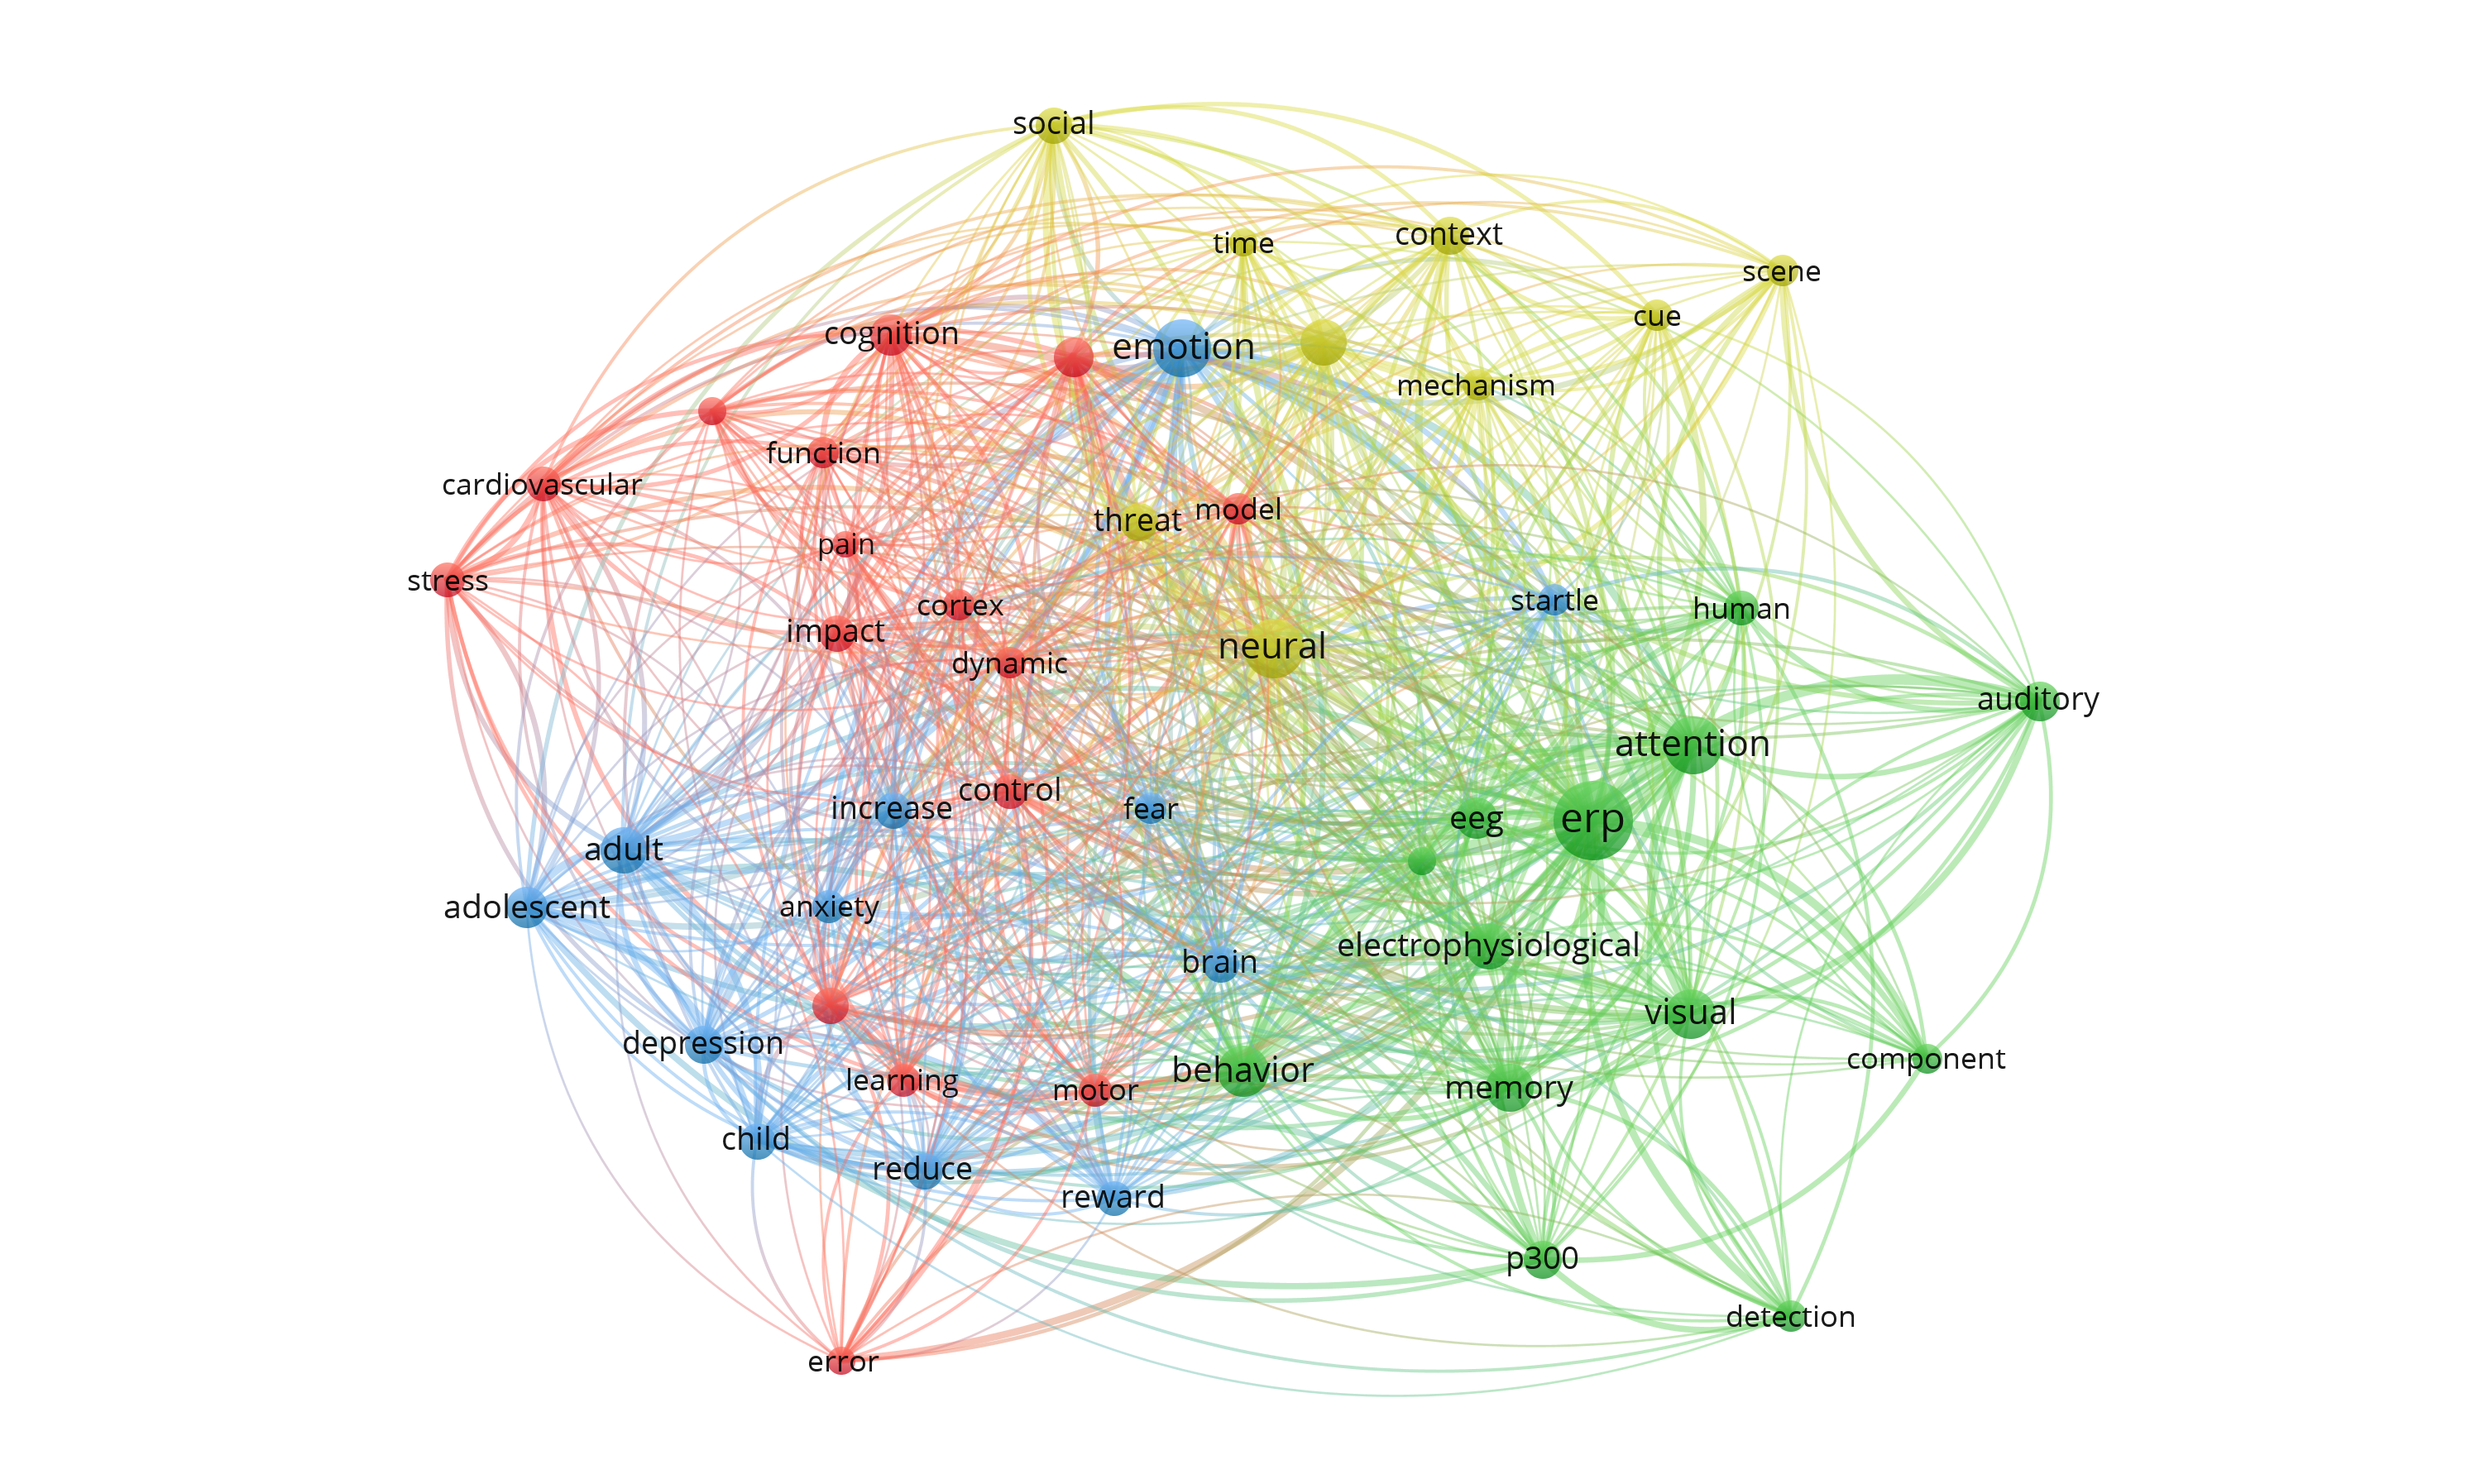 social
time
context
scene
cue
cognition
emotion
mechanism
function
cardiovascular
threat
model
pain
stress
cortex
startle
human
impact
neural
dynamic
auditory
attention
control
increase
fear
eeg
erp
adult
adolescent
anxiety
electrophysiological
brain
visual
depression
component
behavior
learning
motor
memory
child
reduce
reward
p300
detection
error